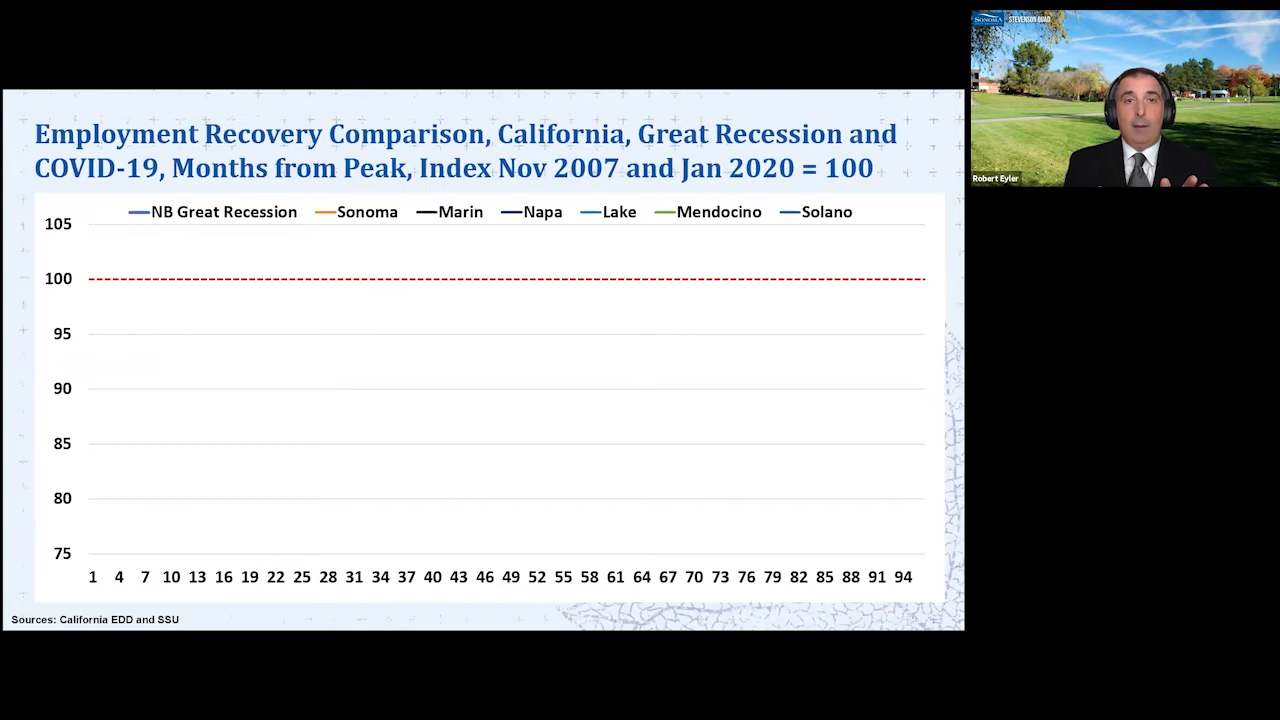 Employment Recovery Comparison, California, Great Recession and
COVID-19, Months from Peak, Index Nov 2007 and Jan 2020 = 100
NB Great Recession Sonoma Marin Napa Lake Mendocino Solano
105
100
95
90
85
80
75
1 4 7 10 13 16 19 22 25 28 31 34 37 40 43 46 49 52 55 58 61 64 67 70 73 76 79 82 85 88 91 94
Sources: California EDD and SSU
SONOMA STEVENSON QUAD
Robert Eyler